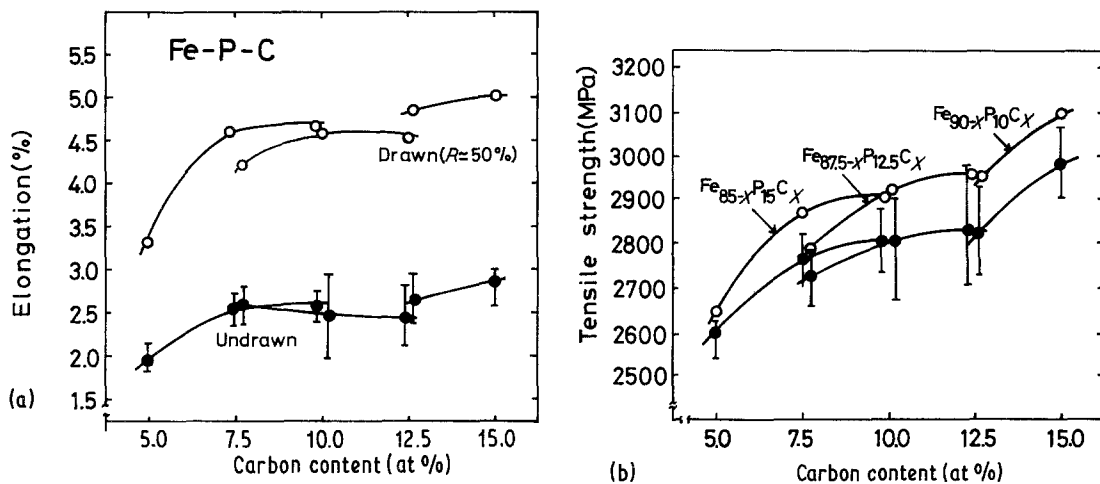 Fe-P-C
5.5
5.0
4.5
4.0
3.5
3.0
2.5
2.0
1.5
Elongation (%)
Drawn (R≃50%)
Undrawn
5.0 7.5 10.0 12.5 15.0
Carbon content (at %)
(a)
3200
3100
3000
2900
2800
2700
2600
2500
Tensile strength (MPa)
Fe85-xP15CX
Fe87.5-xP12.5CX
Fe90-xP10CX
5.0 7.5 10.0 12.5 15.0
Carbon content (at %)
(b)